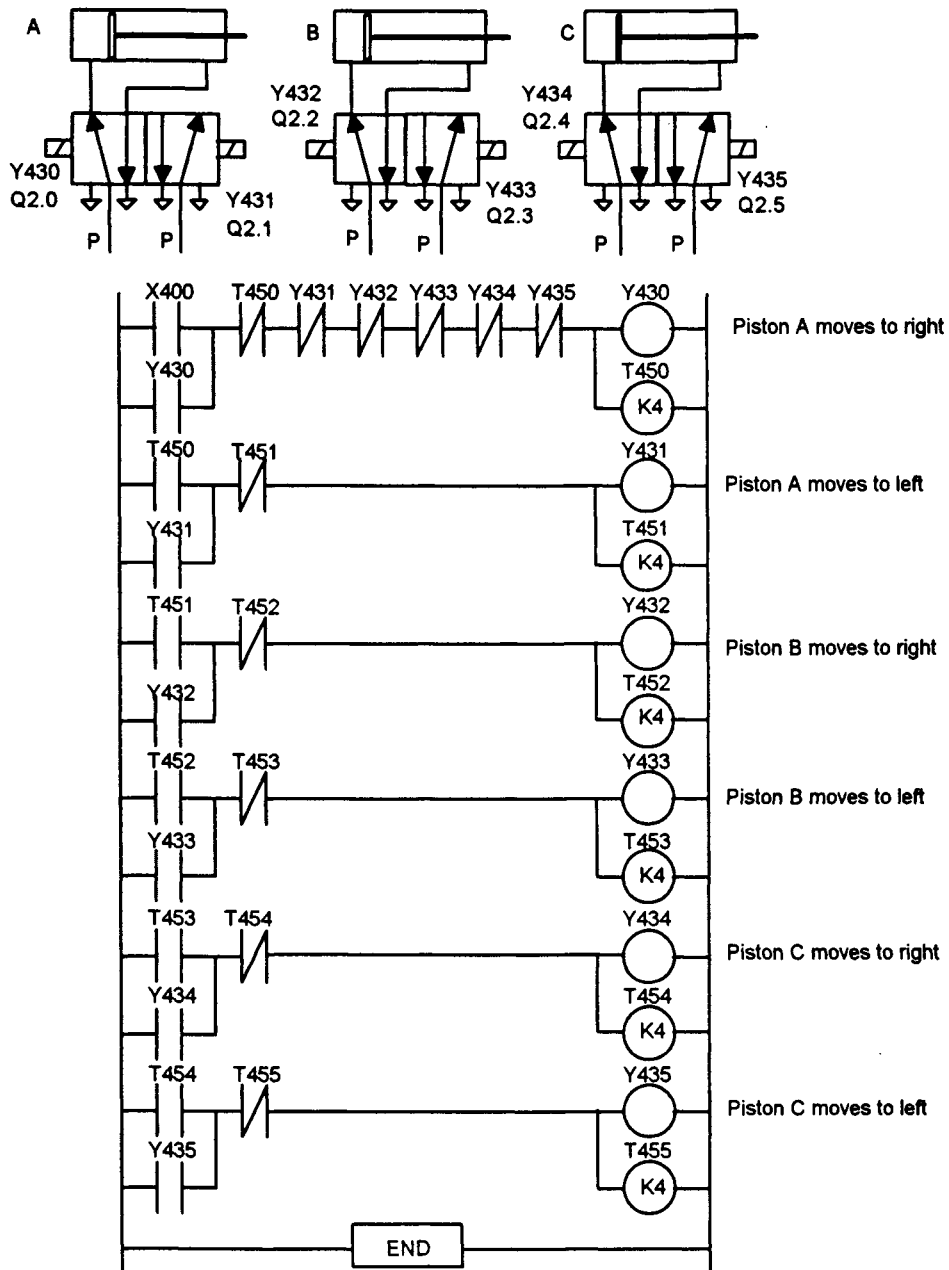 A
B
C
Y432
Q2.2
Y434
Q2.4
Y430
Q2.0
Y431
Q2.1
Y433
Q2.3
Y435
Q2.5
P P P P P P
X400 T450 Y431 Y432 Y433 Y434 Y435 Y430
Piston A moves to right
Y430 T450
K4
T450 T451 Y431
Piston A moves to left
Y431 T451
K4
T451 T452 Y432
Piston B moves to right
Y432 T452
K4
T452 T453 Y433
Piston B moves to left
Y433 T453
K4
T453 T454 Y434
Piston C moves to right
Y434 T454
K4
T454 T455 Y435
Piston C moves to left
Y435 T455
K4
END